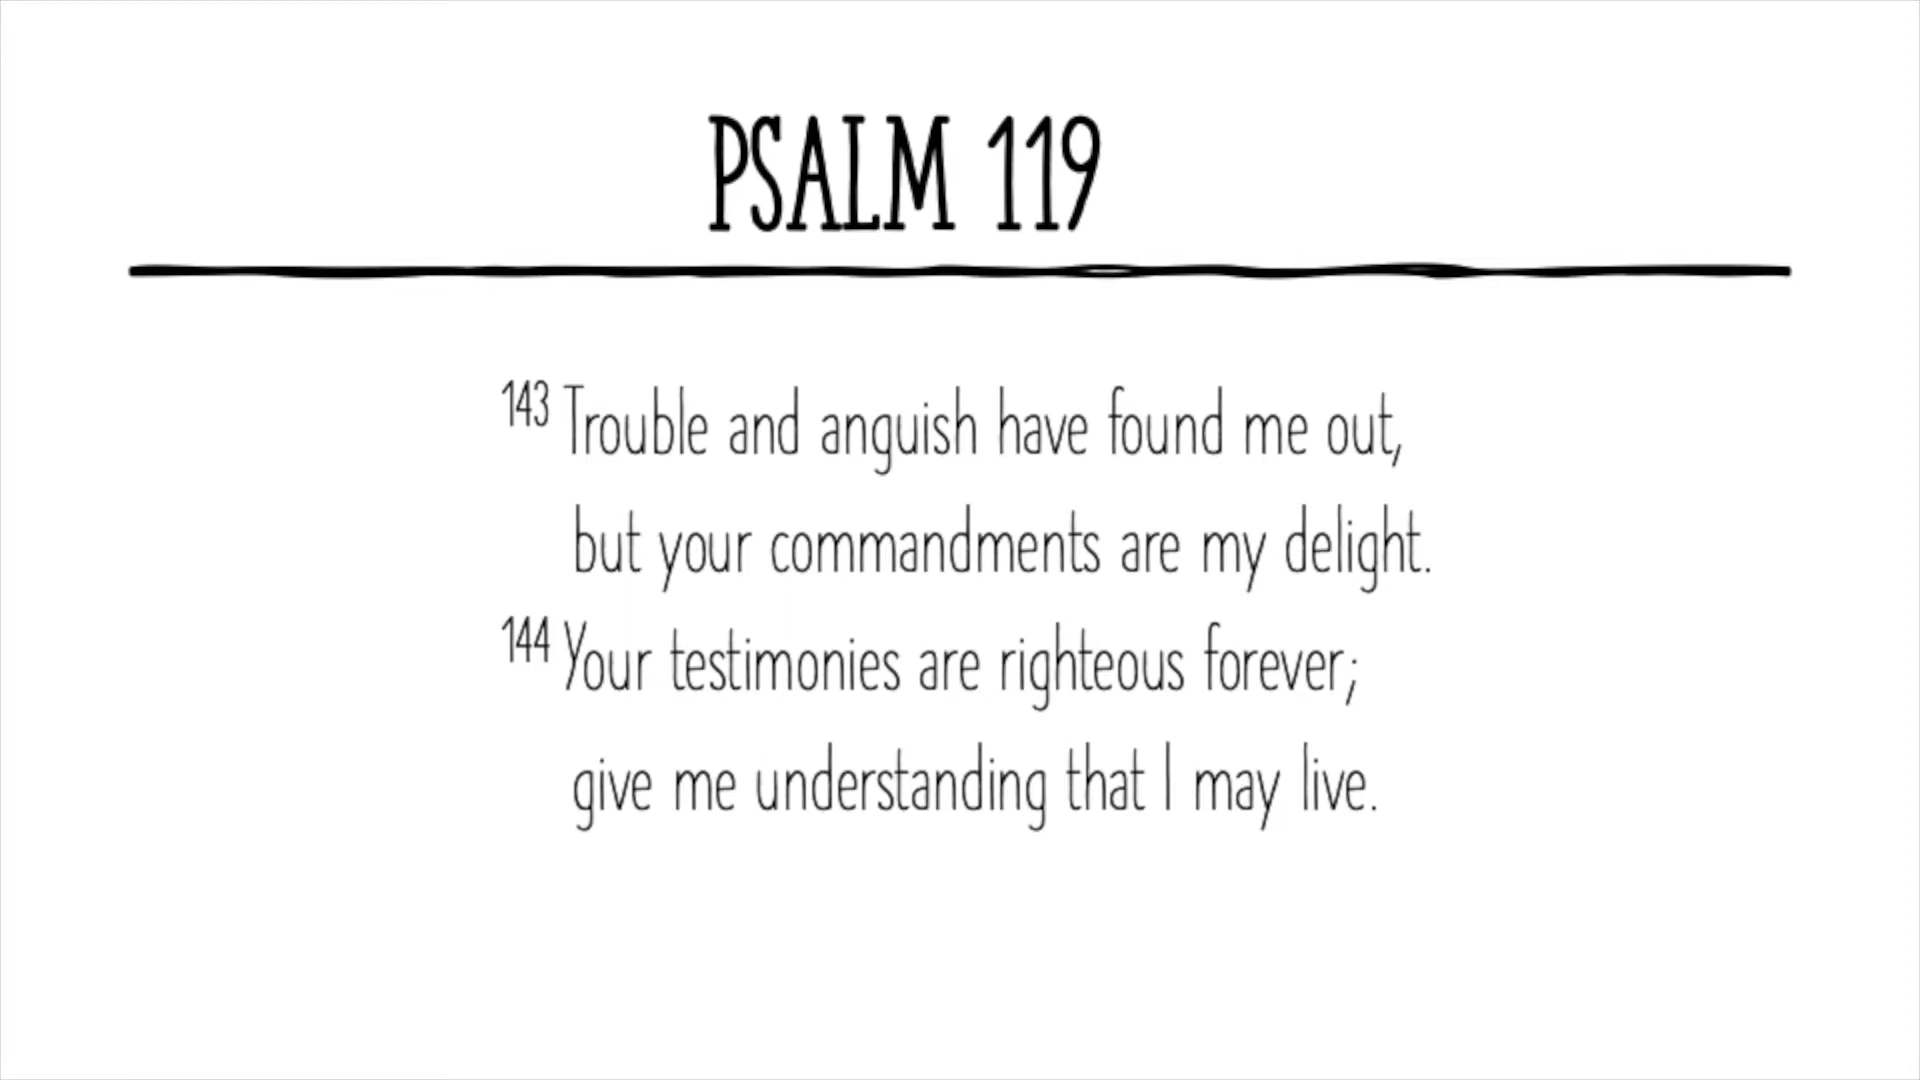 PSALM 119
143 Trouble and anguish have found me out,
but your commandments are my delight.
144 Your testimonies are righteous forever;
give me understanding that I may live.